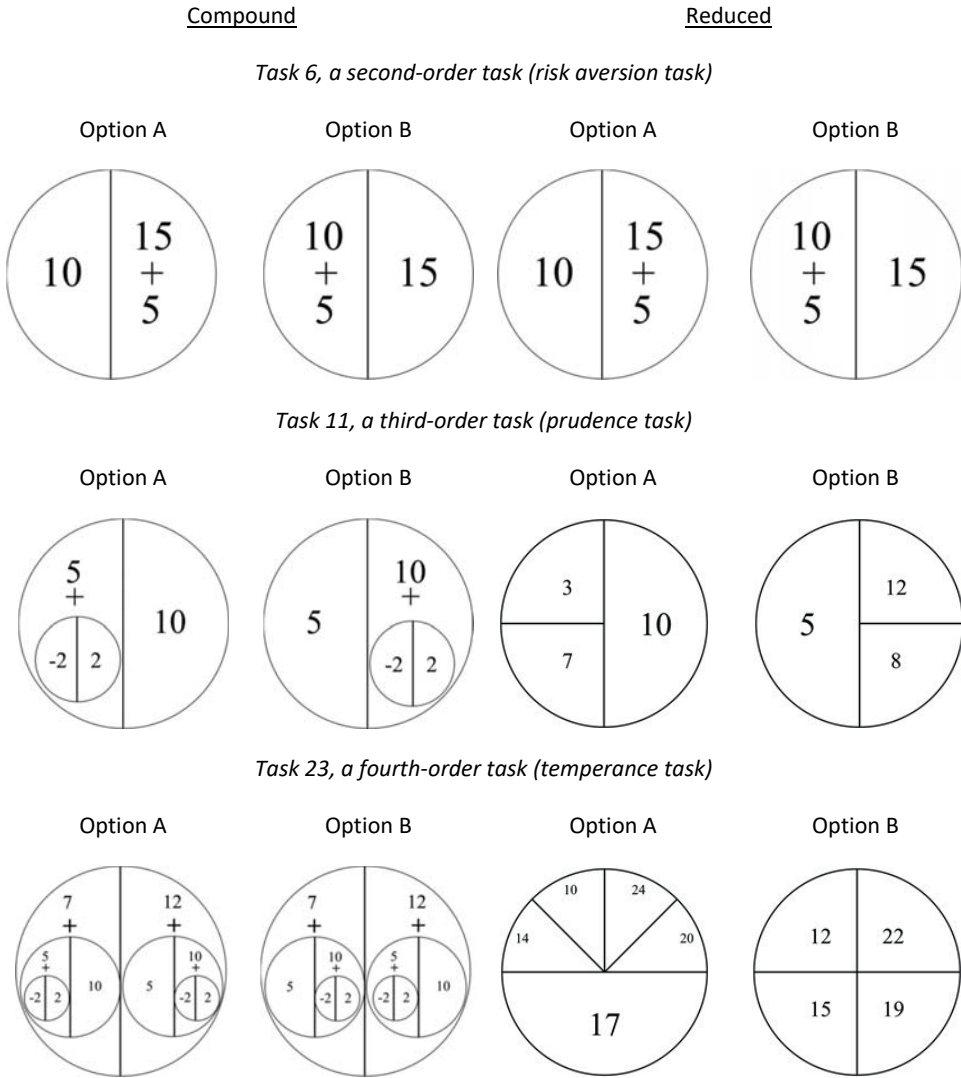 Compound Reduced
Task 6, a second-order task (risk aversion task)
Option A Option B Option A Option B
10 15 + 5 10 + 5 15 10 15 + 5 10 + 5 15
Task 11, a third-order task (prudence task)
Option A Option B Option A Option B
5 + -2 2 10 5 10 + -2 2 3 7 10 5 12 8
Task 23, a fourth-order task (temperance task)
Option A Option B Option A Option B
7 + 5 + -2 2 10 12 + 5 10 + -2 2 7 + 5 10 + -2 2 12 + 5 + -2 2 10 14 10 24 20 17 12 22 15 19